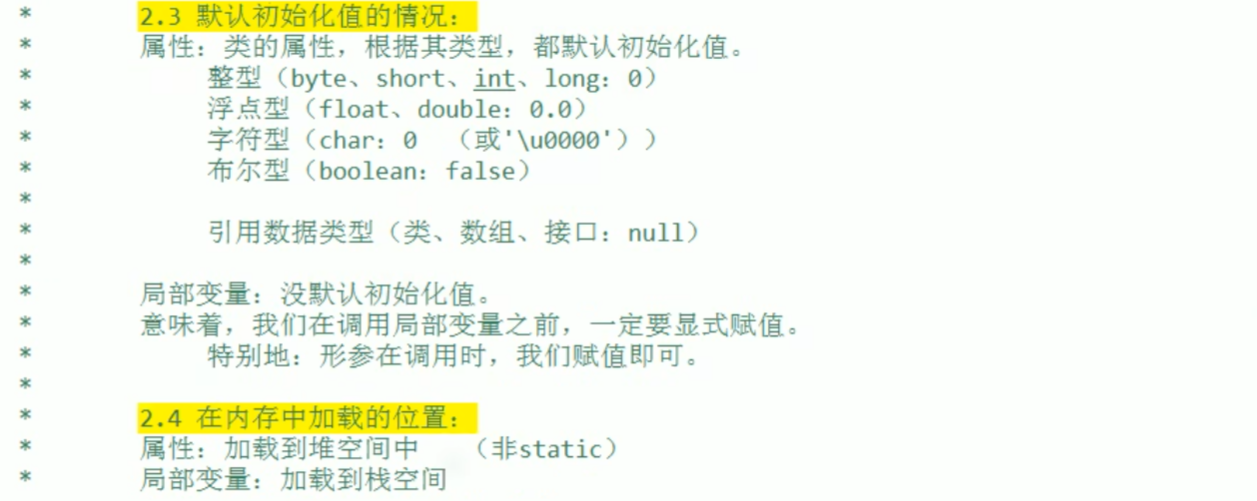 * 2.3 默认初始化值的情况：
* 属性：类的属性，根据其类型，都默认初始化值。
* 整型（byte、short、int、long：0）
* 浮点型（float、double：0.0）
* 字符型（char：0 （或'\u0000'））
* 布尔型（boolean：false）
*
* 引用数据类型（类、数组、接口：null）
*
* 局部变量：没默认初始化值。
* 意味着，我们在调用局部变量之前，一定要显式赋值。
* 特别地：形参在调用时，我们赋值即可。
*
* 2.4 在内存中加载的位置：
* 属性：加载到堆空间中 （非static）
* 局部变量：加载到栈空间